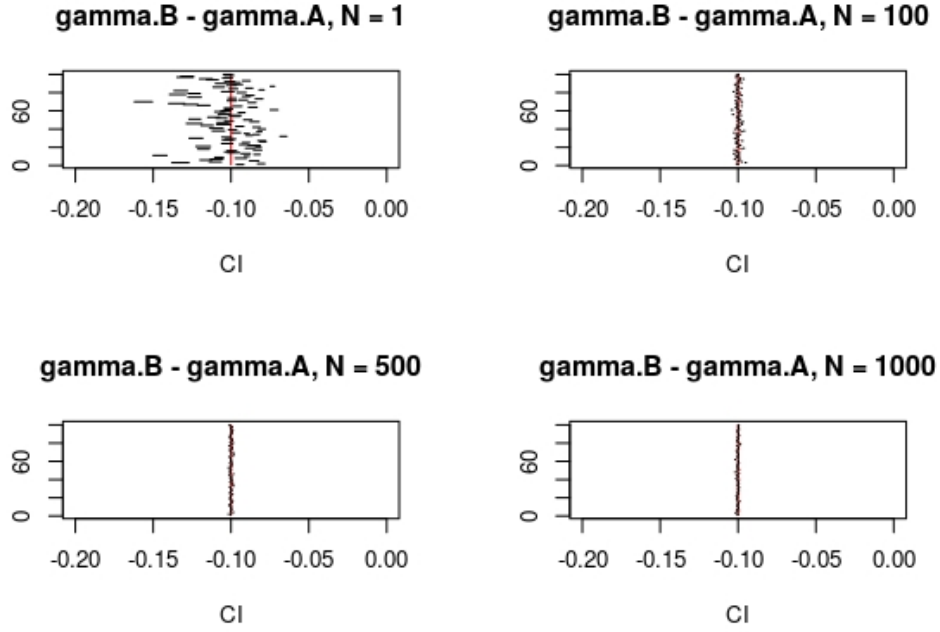 gamma.B - gamma.A, N = 1
60
0
-0.20 -0.15 -0.10 -0.05 0.00
CI
gamma.B - gamma.A, N = 100
60
0
-0.20 -0.15 -0.10 -0.05 0.00
CI
gamma.B - gamma.A, N = 500
60
0
-0.20 -0.15 -0.10 -0.05 0.00
CI
gamma.B - gamma.A, N = 1000
60
0
-0.20 -0.15 -0.10 -0.05 0.00
CI